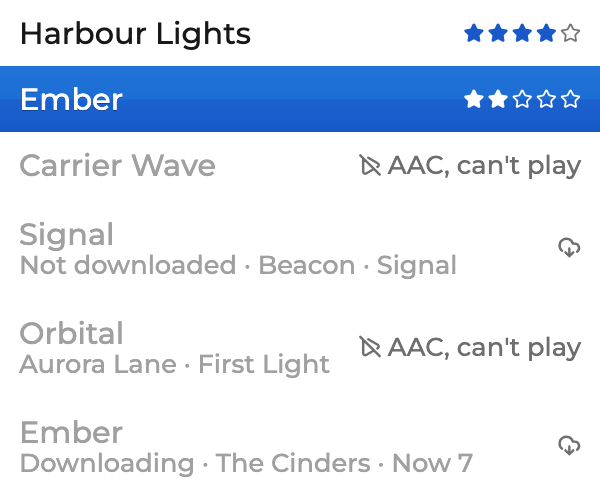 Harbour Lights
Ember
Carrier Wave AAC, can't play
Signal
Not downloaded · Beacon · Signal
Orbital
Aurora Lane · First Light AAC, can't play
Ember
Downloading · The Cinders · Now 7